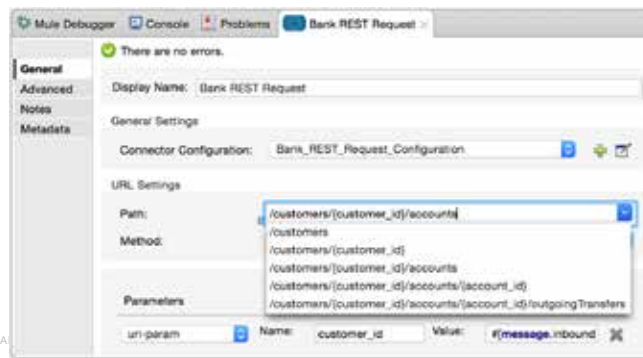 Mule Debugger Console Problems Bank REST Request
There are no errors.
General
Advanced
Notes
Metadata
Display Name: Bank REST Request
General Settings
Connector Configuration: Bank_REST_Request_Configuration
URL Settings
Path: /customers/{customer_id}/accounts
Method:
/customers
/customers/{customer_id}
/customers/{customer_id}/accounts
/customers/{customer_id}/accounts/{account_id}
/customers/{customer_id}/accounts/{account_id}/outgoingTransfers
Parameters
uri-param Name: customer_id Value: #[message.inbound